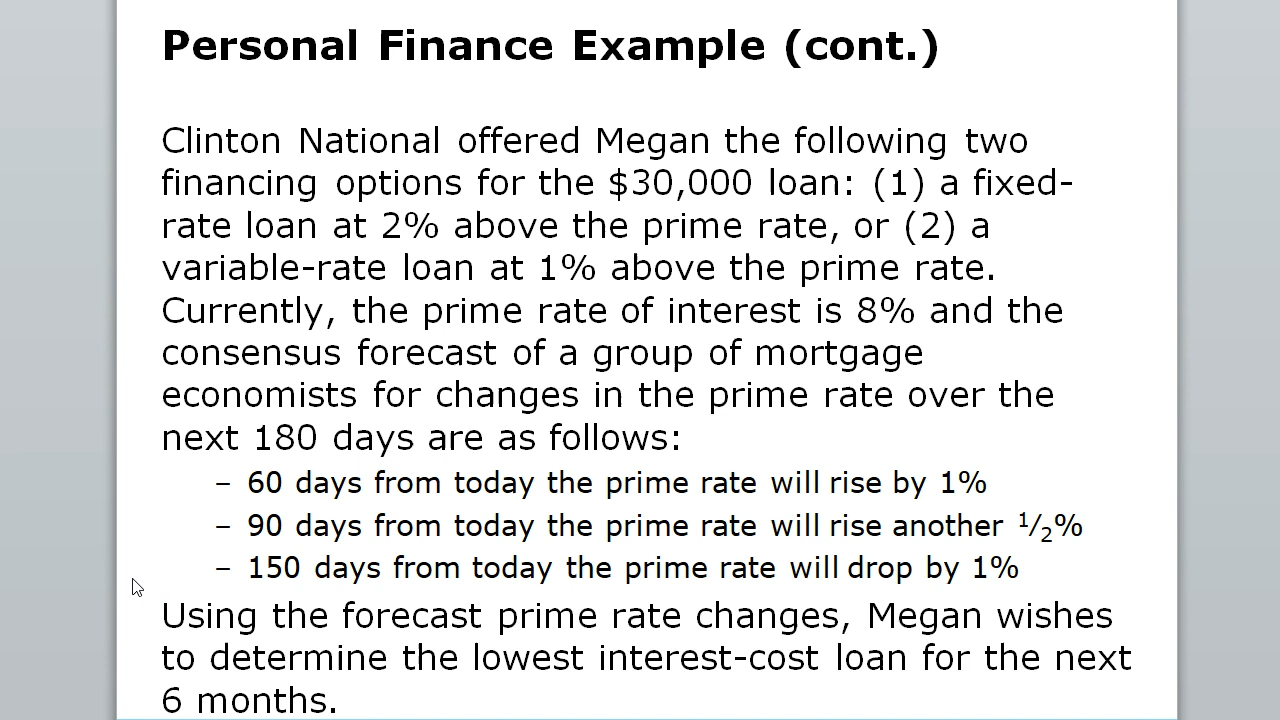 Personal Finance Example (cont.)
Clinton National offered Megan the following two
financing options for the $30,000 loan: (1) a fixed-
rate loan at 2% above the prime rate, or (2) a
variable-rate loan at 1% above the prime rate.
Currently, the prime rate of interest is 8% and the
consensus forecast of a group of mortgage
economists for changes in the prime rate over the
next 180 days are as follows:
– 60 days from today the prime rate will rise by 1%
– 90 days from today the prime rate will rise another 1/2%
– 150 days from today the prime rate will drop by 1%
Using the forecast prime rate changes, Megan wishes
to determine the lowest interest-cost loan for the next
6 months.